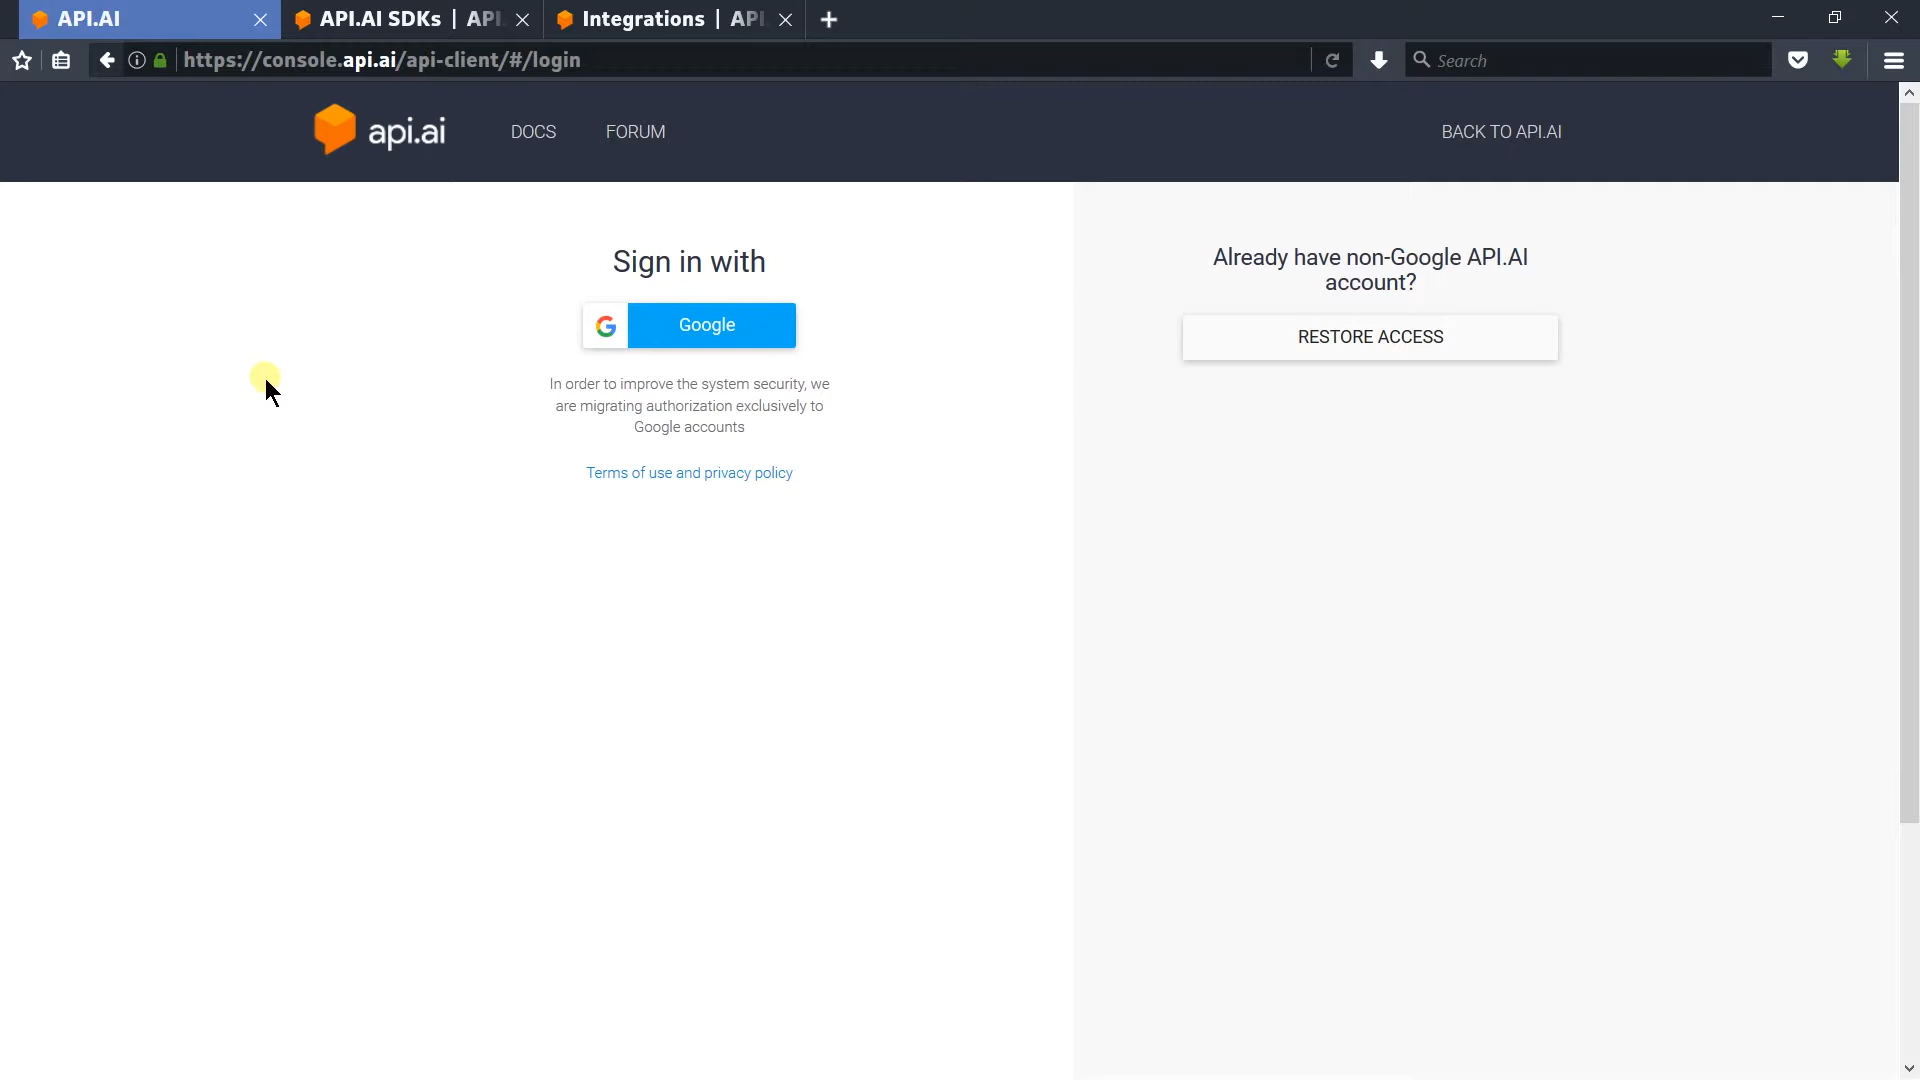 API.AI
API.AI SDKs | API
Integrations | API
https://console.api.ai/api-client/#/login
Search
api.ai
DOCS
FORUM
BACK TO API.AI
Sign in with
G
Google
In order to improve the system security, we
are migrating authorization exclusively to
Google accounts
Terms of use and privacy policy
Already have non-Google API.AI
account?
RESTORE ACCESS